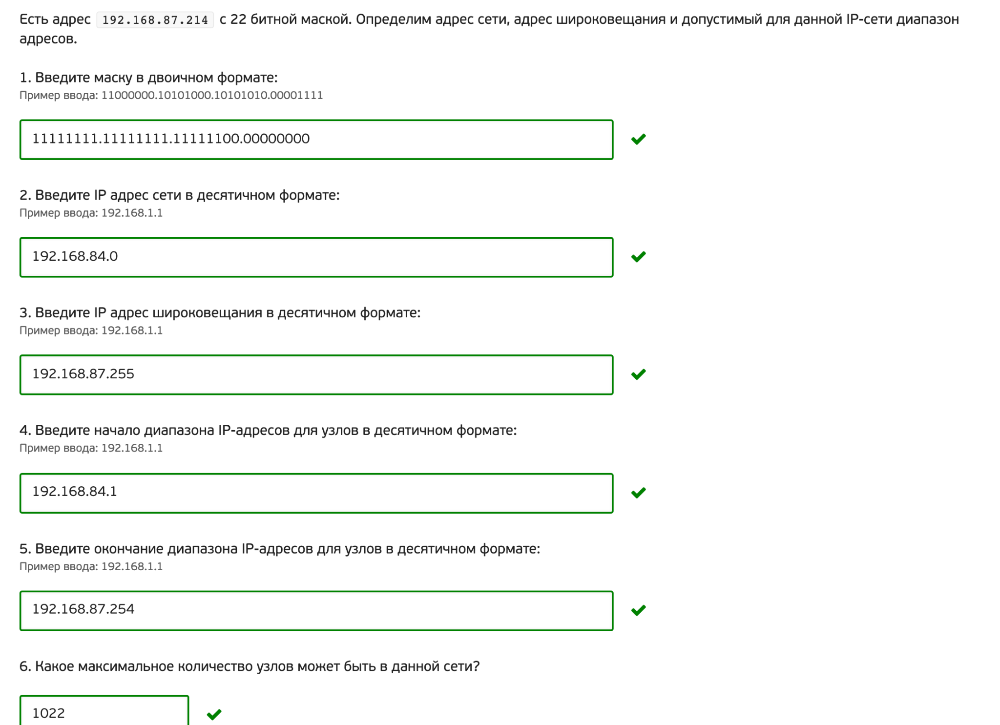 Есть адрес 192.168.87.214 с 22 битной маской. Определим адрес сети, адрес широковещания и допустимый для данной IP-сети диапазон
адресов.
1. Введите маску в двоичном формате:
Пример ввода: 11000000.10101000.10101010.00001111
11111111.11111111.11111100.00000000
2. Введите IP адрес сети в десятичном формате:
Пример ввода: 192.168.1.1
192.168.84.0
3. Введите IP адрес широковещания в десятичном формате:
Пример ввода: 192.168.1.1
192.168.87.255
4. Введите начало диапазона IP-адресов для узлов в десятичном формате:
Пример ввода: 192.168.1.1
192.168.84.1
5. Введите окончание диапазона IP-адресов для узлов в десятичном формате:
Пример ввода: 192.168.1.1
192.168.87.254
6. Какое максимальное количество узлов может быть в данной сети?
1022